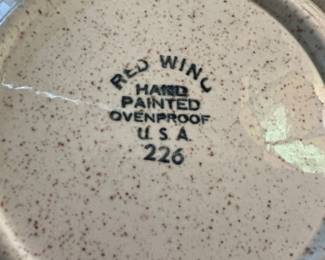 RED WING
HAND
PAINTED
OVENPROOF
U.S.A.
226